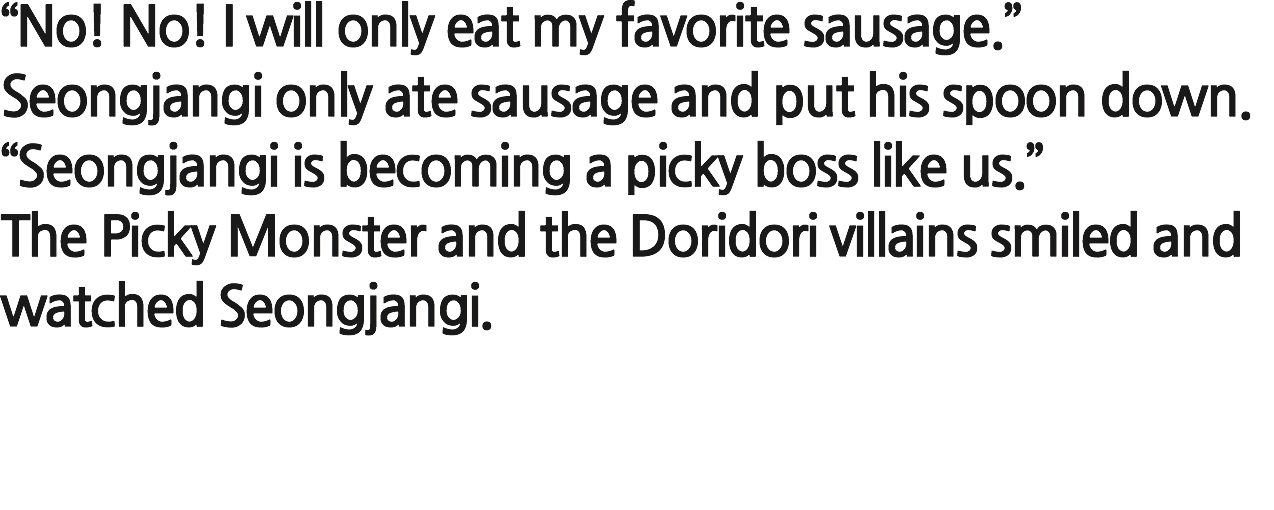 “No! No! I will only eat my favorite sausage.”
Seongjangi only ate sausage and put his spoon down.
“Seongjangi is becoming a picky boss like us.”
The Picky Monster and the Doridori villains smiled and
watched Seongjangi.